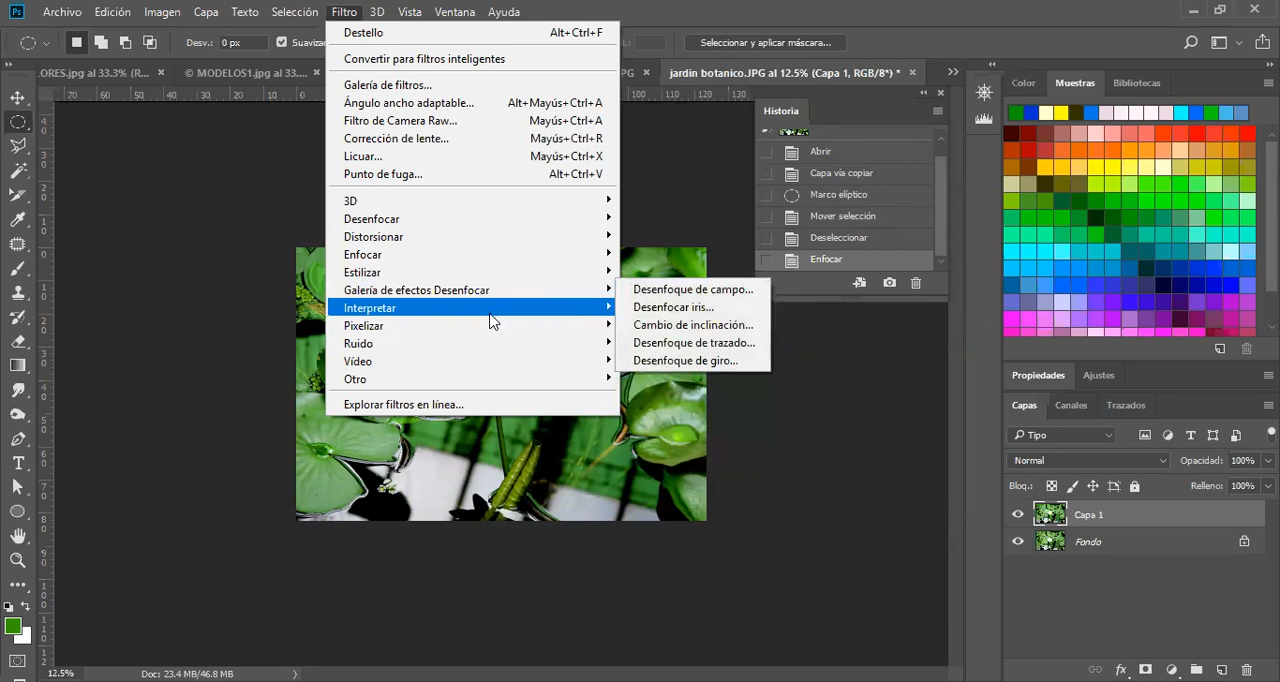 Ps Archivo Edición Imagen Capa Texto Selección Filtro 3D Vista Ventana Ayuda
Desv.: 0 px Suaviza Seleccionar y aplicar máscara...
.ORES.jpg al 33.3% (R... × © MODELOS1.jpg al 33.... × PG × jardin botanico.JPG al 12.5% (Capa 1, RGB/8*) * ×
70 60 50 40 30 20 10 0 100 110 120 130
Destello Alt+Ctrl+F
Convertir para filtros inteligentes
Galería de filtros...
Ángulo ancho adaptable... Alt+Mayús+Ctrl+A
Filtro de Camera Raw... Mayús+Ctrl+A
Corrección de lente... Mayús+Ctrl+R
Licuar... Mayús+Ctrl+X
Punto de fuga... Alt+Ctrl+V
3D
Desenfocar
Distorsionar
Enfocar
Estilizar
Galería de efectos Desenfocar
Interpretar
Pixelizar
Ruido
Vídeo
Otro
Explorar filtros en línea...
Desenfoque de campo...
Desenfocar iris...
Cambio de inclinación...
Desenfoque de trazado...
Desenfoque de giro...
Historia
Abrir
Capa vía copiar
Marco elíptico
Mover selección
Deseleccionar
Enfocar
Color Muestras Bibliotecas
Propiedades Ajustes
Capas Canales Trazados
Tipo
Normal Opacidad: 100%
Bloq.: Relleno: 100%
Capa 1
Fondo
fx
12.5% Doc: 23.4 MB/46.8 MB